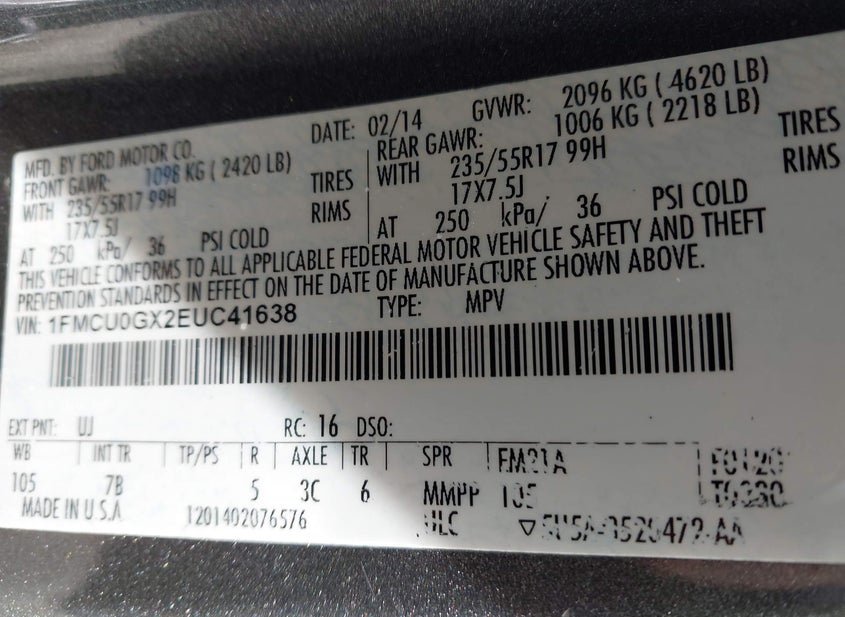 MFD. BY FORD MOTOR CO. DATE: 02/14 GVWR: 2096 KG ( 4620 LB)
FRONT GAWR: 1098 KG ( 2420 LB) REAR GAWR: 1006 KG ( 2218 LB)
WITH 235/55R17 99H TIRES WITH 235/55R17 99H TIRES
17X7.5J RIMS 17X7.5J RIMS
AT 250 kPa/ 36 PSI COLD AT 250 kPa/ 36 PSI COLD
THIS VEHICLE CONFORMS TO ALL APPLICABLE FEDERAL MOTOR VEHICLE SAFETY AND THEFT
PREVENTION STANDARDS IN EFFECT ON THE DATE OF MANUFACTURE SHOWN ABOVE.
VIN: 1FMCU0GX2EUC41638 TYPE: MPV
EXT PNT: UJ RC: 16 DSO:
WB INT TR TP/PS R AXLE TR SPR
105 7B 5 3C 6 MMPP
MADE IN U.S.A 1201402076576 ULC